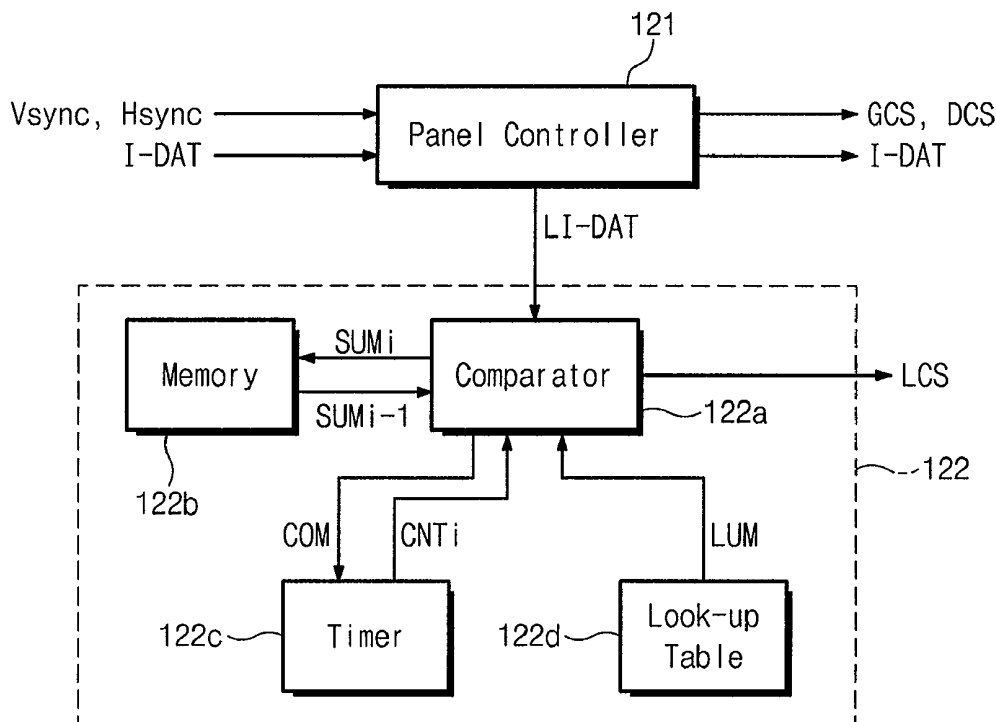 121
Vsync, Hsync
I-DAT
Panel Controller
GCS, DCS
I-DAT
LI-DAT
Memory
SUMi
SUMi-1
Comparator
LCS
122a
122
122b
COM
CNTi
LUM
122c
Timer
122d
Look-up
Table